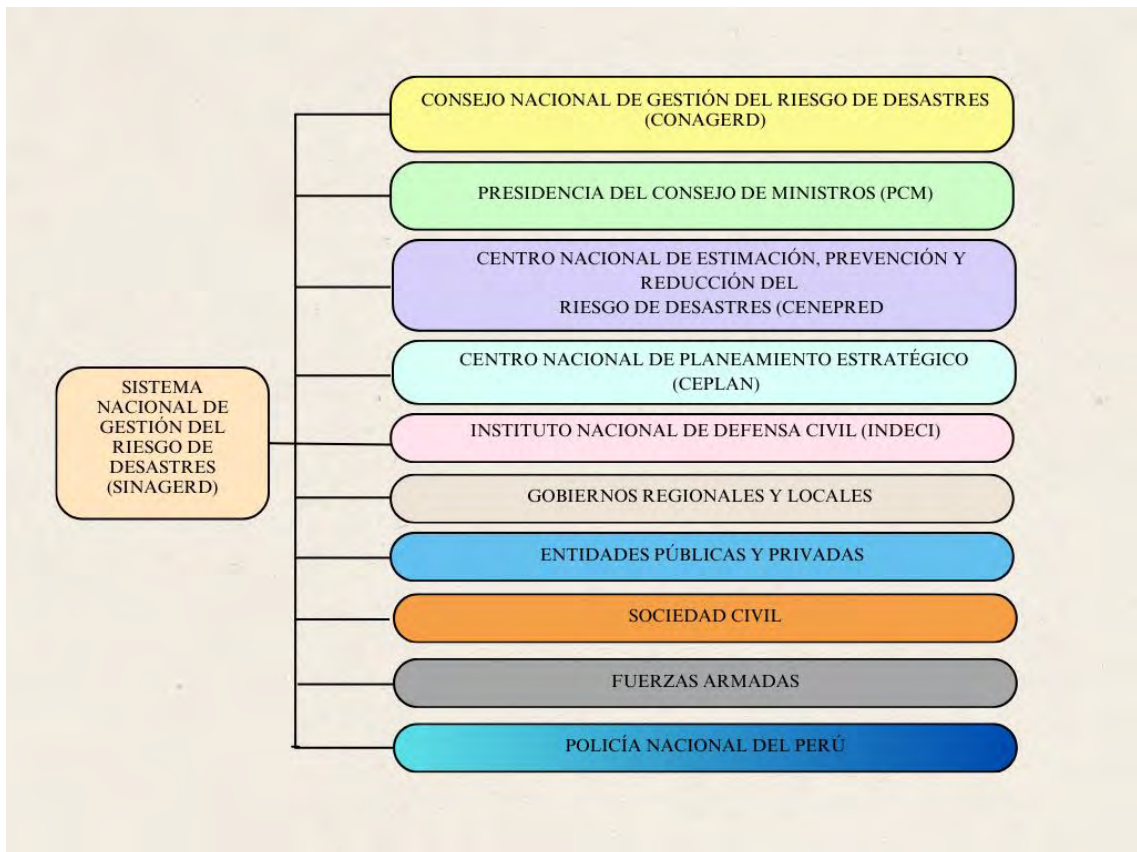 CONSEJO NACIONAL DE GESTIÓN DEL RIESGO DE DESASTRES
(CONAGERD)
PRESIDENCIA DEL CONSEJO DE MINISTROS (PCM)
CENTRO NACIONAL DE ESTIMACIÓN, PREVENCIÓN Y
REDUCCIÓN DEL
RIESGO DE DESASTRES (CENEPRED
CENTRO NACIONAL DE PLANEAMIENTO ESTRATÉGICO
(CEPLAN)
SISTEMA
NACIONAL DE
GESTIÓN DEL
RIESGO DE
DESASTRES
(SINAGERD)
INSTITUTO NACIONAL DE DEFENSA CIVIL (INDECI)
GOBIERNOS REGIONALES Y LOCALES
ENTIDADES PÚBLICAS Y PRIVADAS
SOCIEDAD CIVIL
FUERZAS ARMADAS
POLICÍA NACIONAL DEL PERÚ